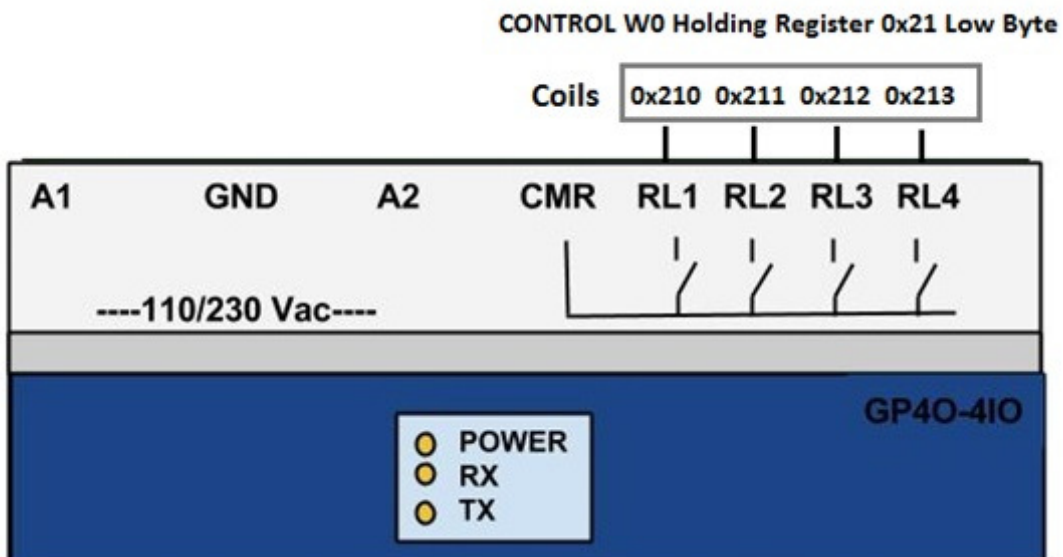 CONTROL W0 Holding Register 0x21 Low Byte
Coils 0x210 0x211 0x212 0x213
A1 GND A2 CMR RL1 RL2 RL3 RL4
----110/230 Vac----
GP4O-4IO
POWER
RX
TX